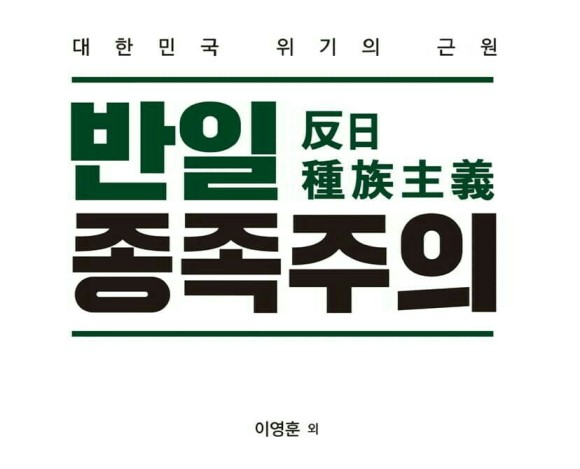 대한민국 위기의 근원
반일 反日
種族主義
종족주의
이영훈 외